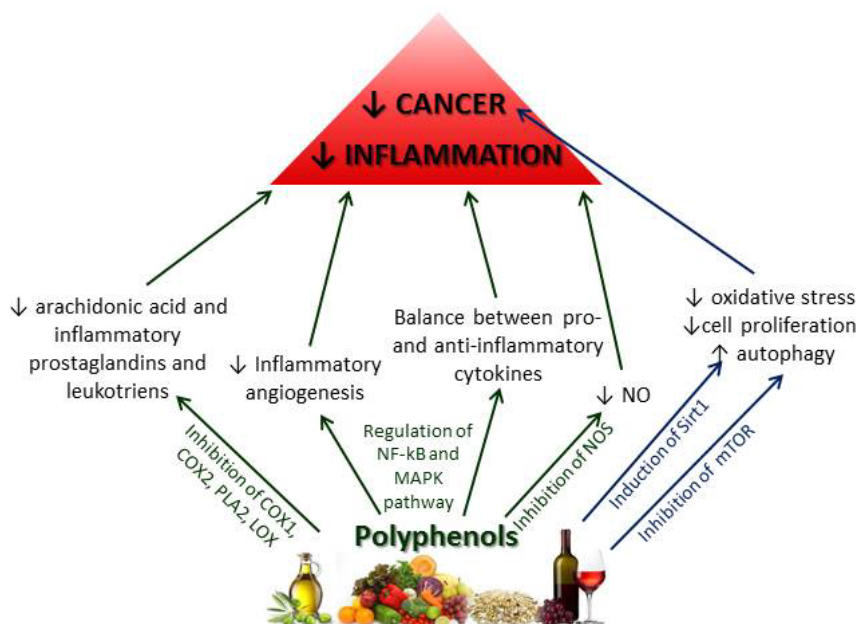 ↓ CANCER
↓ INFLAMMATION
↓ arachidonic acid and
inflammatory
prostaglandins and
leukotriens
↓ Inflammatory
angiogenesis
Balance between pro-
and anti-inflammatory
cytokines
↓ NO
↓ oxidative stress
↓cell proliferation
↑ autophagy
Inhibition of COX1,
COX2, PLA2, LOX
Regulation of
NF-kB and
MAPK
pathway
Inhibition of NOS
Induction of Sirt1
Inhibition of mTOR
Polyphenols